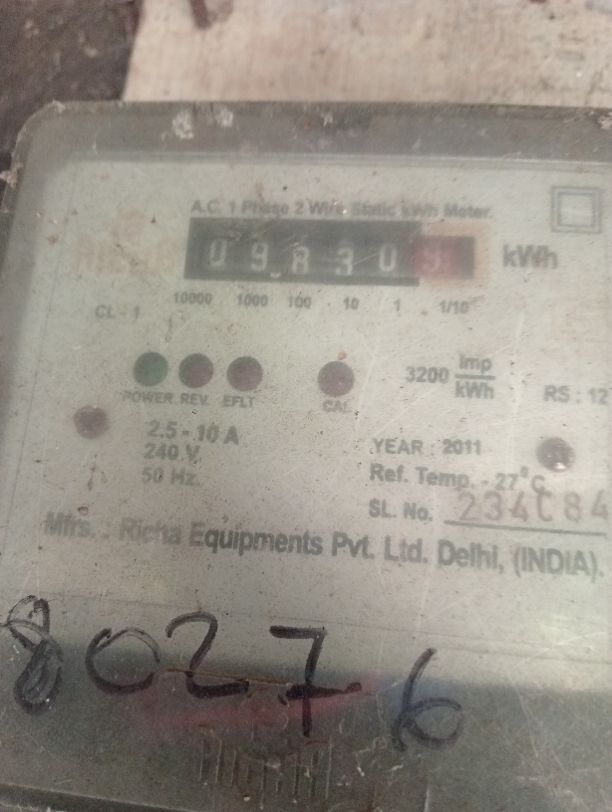 A.C. 1 Phase 2 Wire Static kWh Meter.
09830 kWh
10000 1000 100 10 1 1/10
CL - 1
3200 Imp/kWh
POWER REV. EFLT CAL
RS : 12
2.5 - 10 A
240 V
50 Hz.
YEAR : 2011
Ref. Temp. - 27°C
SL. No.
Mfrs. : Richa Equipments Pvt. Ltd. Delhi, (INDIA).
80276